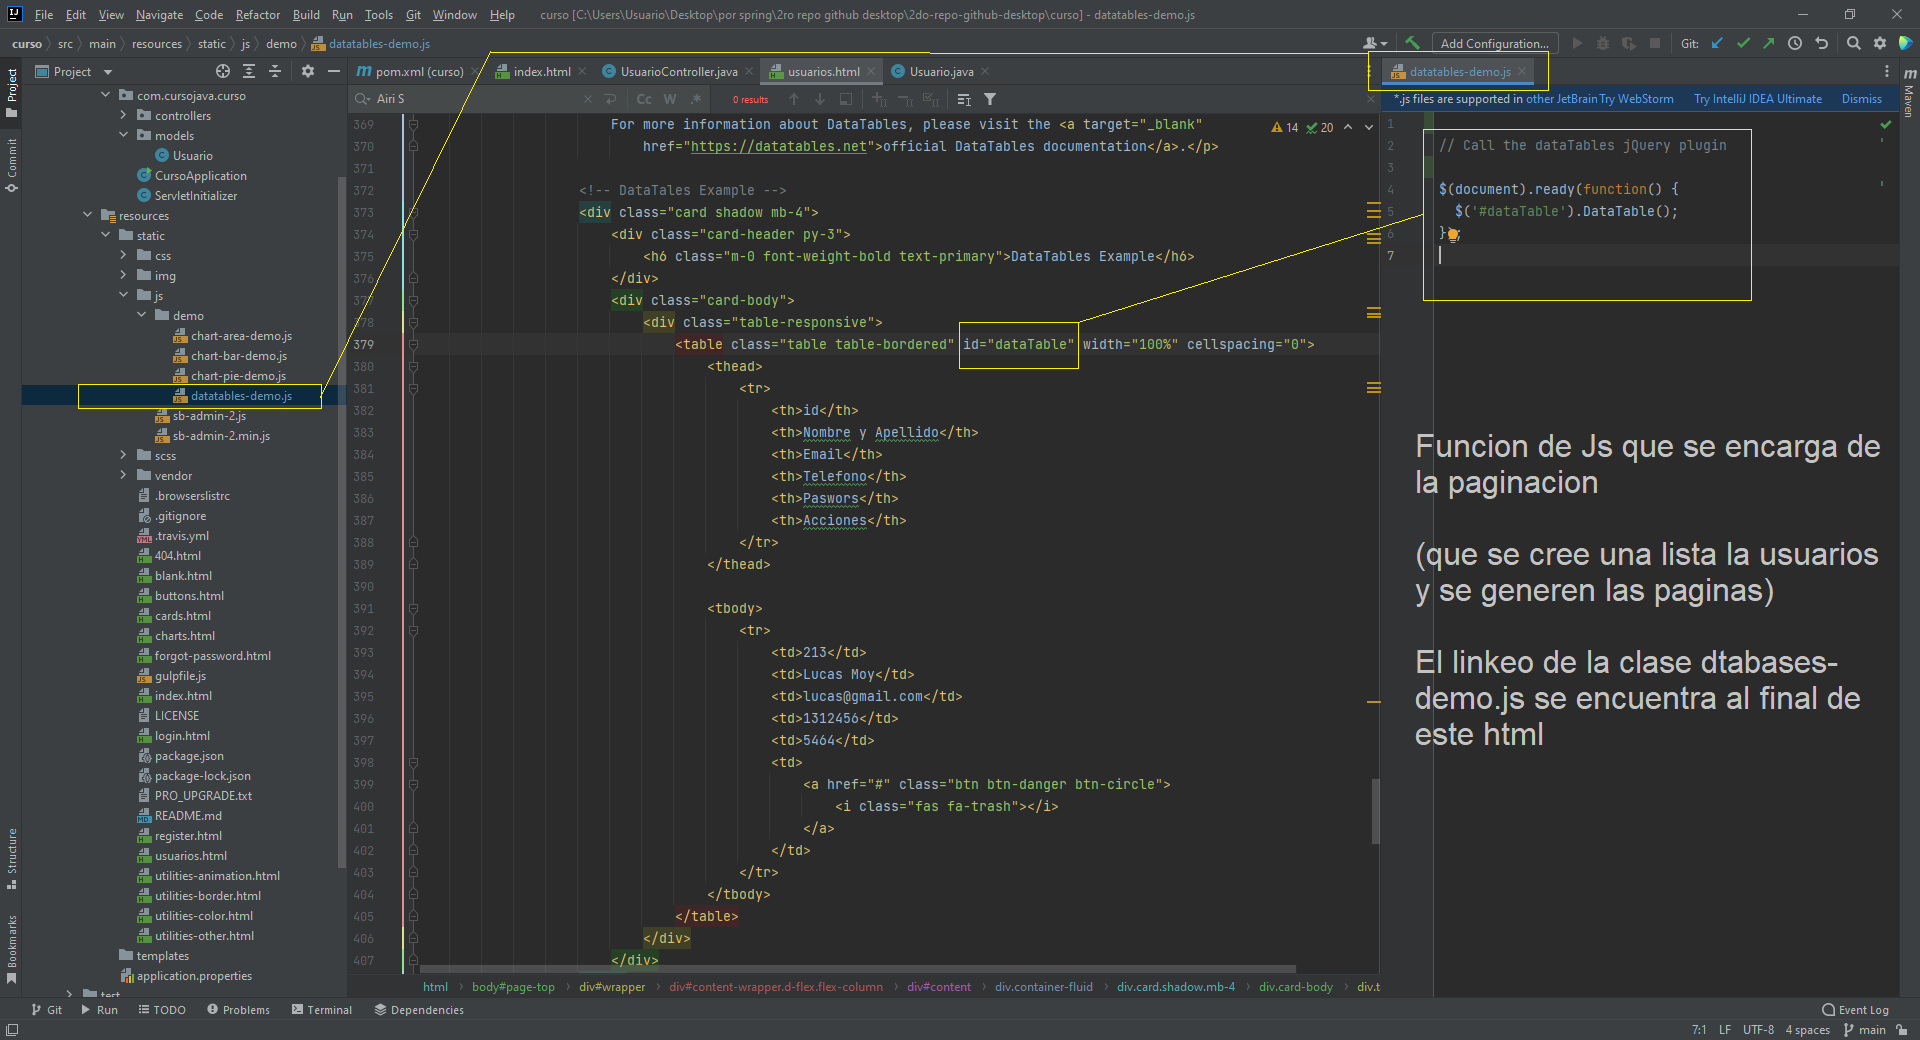 File Edit View Navigate Code Refactor Build Run Tools Git Window Help curso [C:\Users\Usuario\Desktop\por spring\2ro repo github desktop\2do-repo-github-desktop\curso] - datatables-demo.js
curso src main resources static js demo datatables-demo.js Add Configuration... Git:
Project
pom.xml (curso) index.html UsuarioController.java usuarios.html Usuario.java datatables-demo.js
Airi S Cc W .* 0 results
*.js files are supported in other JetBrain Try WebStorm Try IntelliJ IDEA Ultimate Dismiss
Project
Commit
Structure
Bookmarks
Maven
com.cursojava.curso
controllers
models
Usuario
CursoApplication
ServletInitializer
resources
static
css
img
js
demo
chart-area-demo.js
chart-bar-demo.js
chart-pie-demo.js
datatables-demo.js
sb-admin-2.js
sb-admin-2.min.js
scss
vendor
.browserslistrc
.gitignore
.travis.yml
404.html
blank.html
buttons.html
cards.html
charts.html
forgot-password.html
gulpfile.js
index.html
LICENSE
login.html
package.json
package-lock.json
PRO_UPGRADE.txt
README.md
register.html
usuarios.html
utilities-animation.html
utilities-border.html
utilities-color.html
utilities-other.html
templates
application.properties
test
14 20
369 For more information about DataTables, please visit the <a target="_blank"
370 href="https://datatables.net">official DataTables documentation</a>.</p>
371
372 <!-- DataTales Example -->
373 <div class="card shadow mb-4">
374 <div class="card-header py-3">
375 <h6 class="m-0 font-weight-bold text-primary">DataTables Example</h6>
376 </div>
377 <div class="card-body">
378 <div class="table-responsive">
379 <table class="table table-bordered" id="dataTable" width="100%" cellspacing="0">
380 <thead>
381 <tr>
382 <th>id</th>
383 <th>Nombre y Apellido</th>
384 <th>Email</th>
385 <th>Telefono</th>
386 <th>Paswors</th>
387 <th>Acciones</th>
388 </tr>
389 </thead>
390
391 <tbody>
392 <tr>
393 <td>213</td>
394 <td>Lucas Moy</td>
395 <td>lucas@gmail.com</td>
396 <td>1312456</td>
397 <td>5464</td>
398 <td>
399 <a href="#" class="btn btn-danger btn-circle">
400 <i class="fas fa-trash"></i>
401 </a>
402 </td>
403 </tr>
404 </tbody>
405 </table>
406 </div>
407 </div>
1
2 // Call the dataTables jQuery plugin
3
4 $(document).ready(function() {
5 $('#dataTable').DataTable();
6 });
7
Funcion de Js que se encarga de
la paginacion
(que se cree una lista la usuarios
y se generen las paginas)
El linkeo de la clase dtabases-
demo.js se encuentra al final de
este html
html body#page-top div#wrapper div#content-wrapper.d-flex.flex-column div#content div.container-fluid div.card.shadow.mb-4 div.card-body div.t
Git Run TODO Problems Terminal Dependencies Event Log
7:1 LF UTF-8 4 spaces main